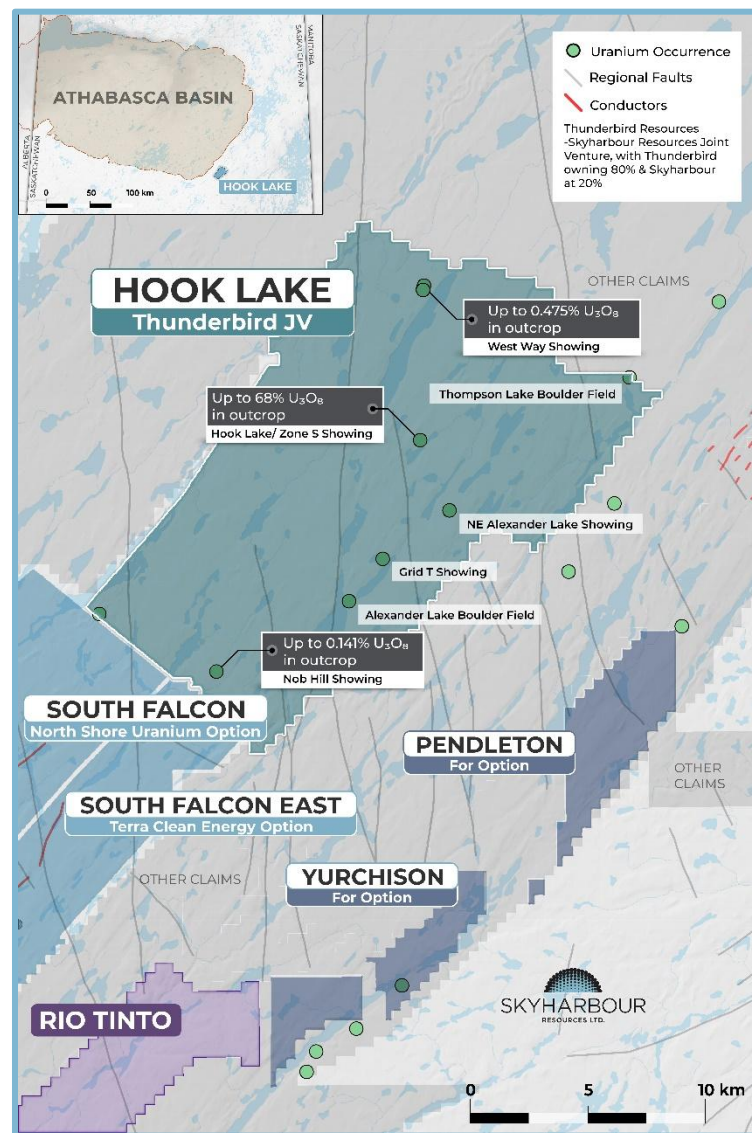 MANITOBA
SASKATCHEWAN
ATHABASCA BASIN
ALBERTA
SASKATCHEWAN
0 50 100 km
HOOK LAKE
Uranium Occurrence
Regional Faults
Conductors
Thunderbird Resources
-Skyharbour Resources Joint
Venture, with Thunderbird
owning 80% & Skyharbour
at 20%
OTHER CLAIMS
HOOK LAKE
Thunderbird JV
Up to 0.475% U₃O₈
in outcrop
West Way Showing
Thompson Lake Boulder Field
Up to 68% U₃O₈
in outcrop
Hook Lake/ Zone S Showing
NE Alexander Lake Showing
Grid T Showing
Alexander Lake Boulder Field
Up to 0.141% U₃O₈
in outcrop
Nob Hill Showing
SOUTH FALCON
North Shore Uranium Option
PENDLETON
For Option
OTHER
CLAIMS
SOUTH FALCON EAST
Terra Clean Energy Option
OTHER CLAIMS
YURCHISON
For Option
RIO TINTO
SKYHARBOUR
RESOURCES LTD.
0 5 10 km